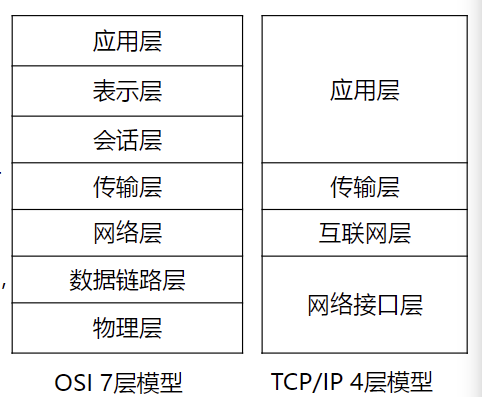 应用层
表示层
会话层
传输层
网络层
数据链路层
物理层
OSI 7层模型
应用层
传输层
互联网层
网络接口层
TCP/IP 4层模型